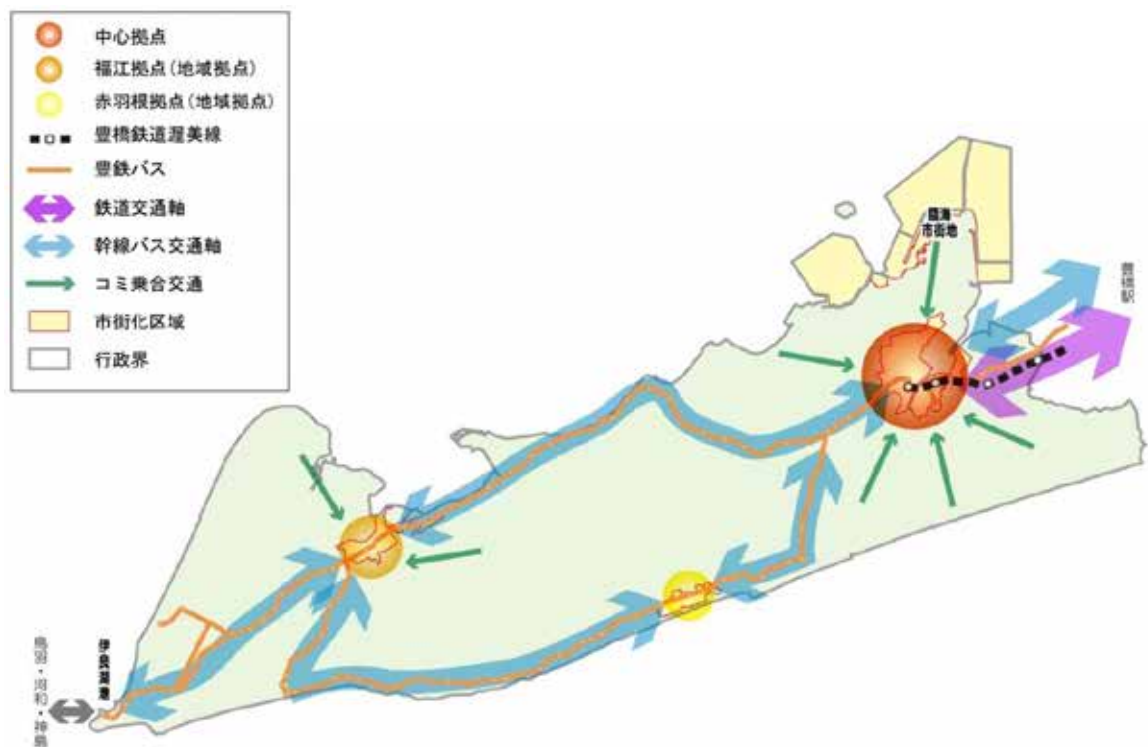 中心拠点
福江拠点(地域拠点)
赤羽根拠点(地域拠点)
豊橋鉄道渥美線
豊鉄バス
鉄道交通軸
幹線バス交通軸
コミ乗合交通
市街化区域
行政界
臨海
市街地
豊橋駅
伊良湖港
鳥羽・河和・神島